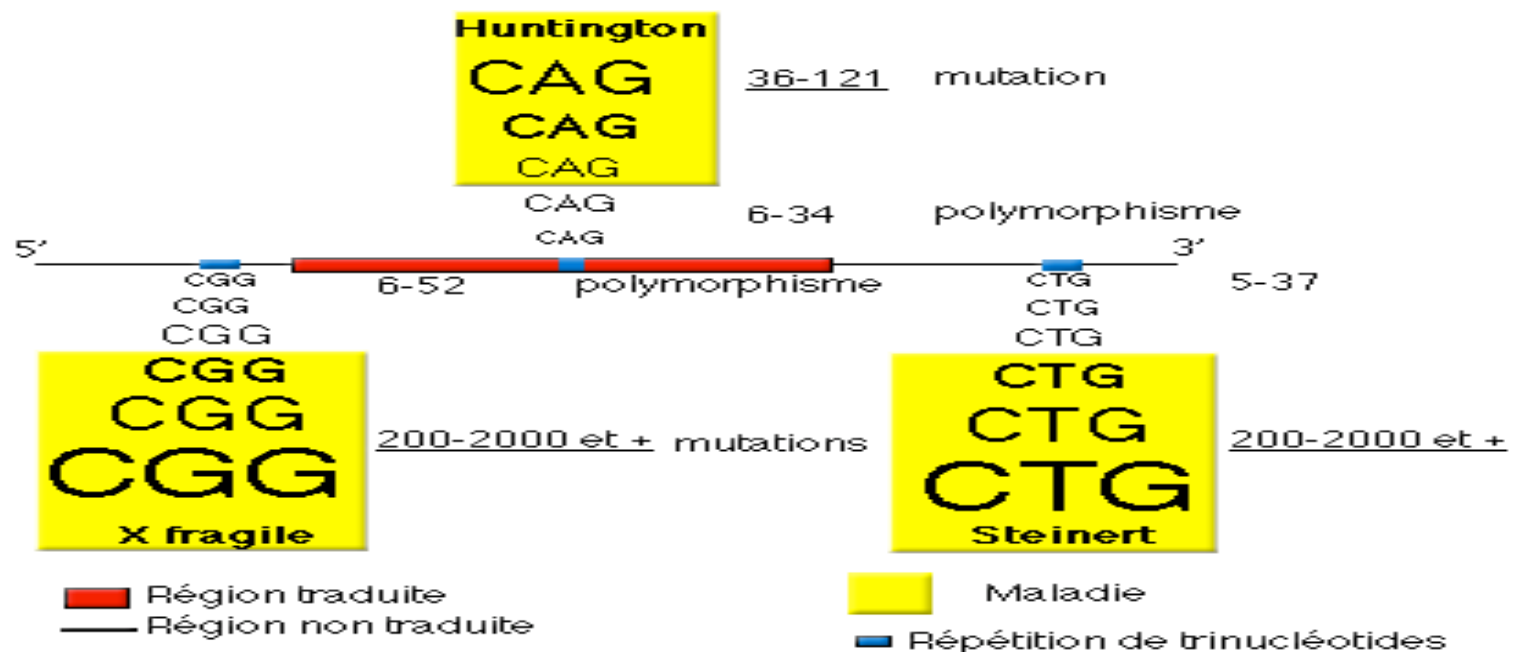 Huntington
CAG 36-121 mutation
CAG
CAG
CAG 6-34 polymorphisme
CAG
5' 3'
CGG 6-52 polymorphisme CTG 5-37
CGG CTG
CGG CTG
CGG CTG
CGG 200-2000 et + mutations CTG 200-2000 et +
CGG CTG
X fragile Steinert
Région traduite Maladie
Région non traduite Répétition de trinucléotides